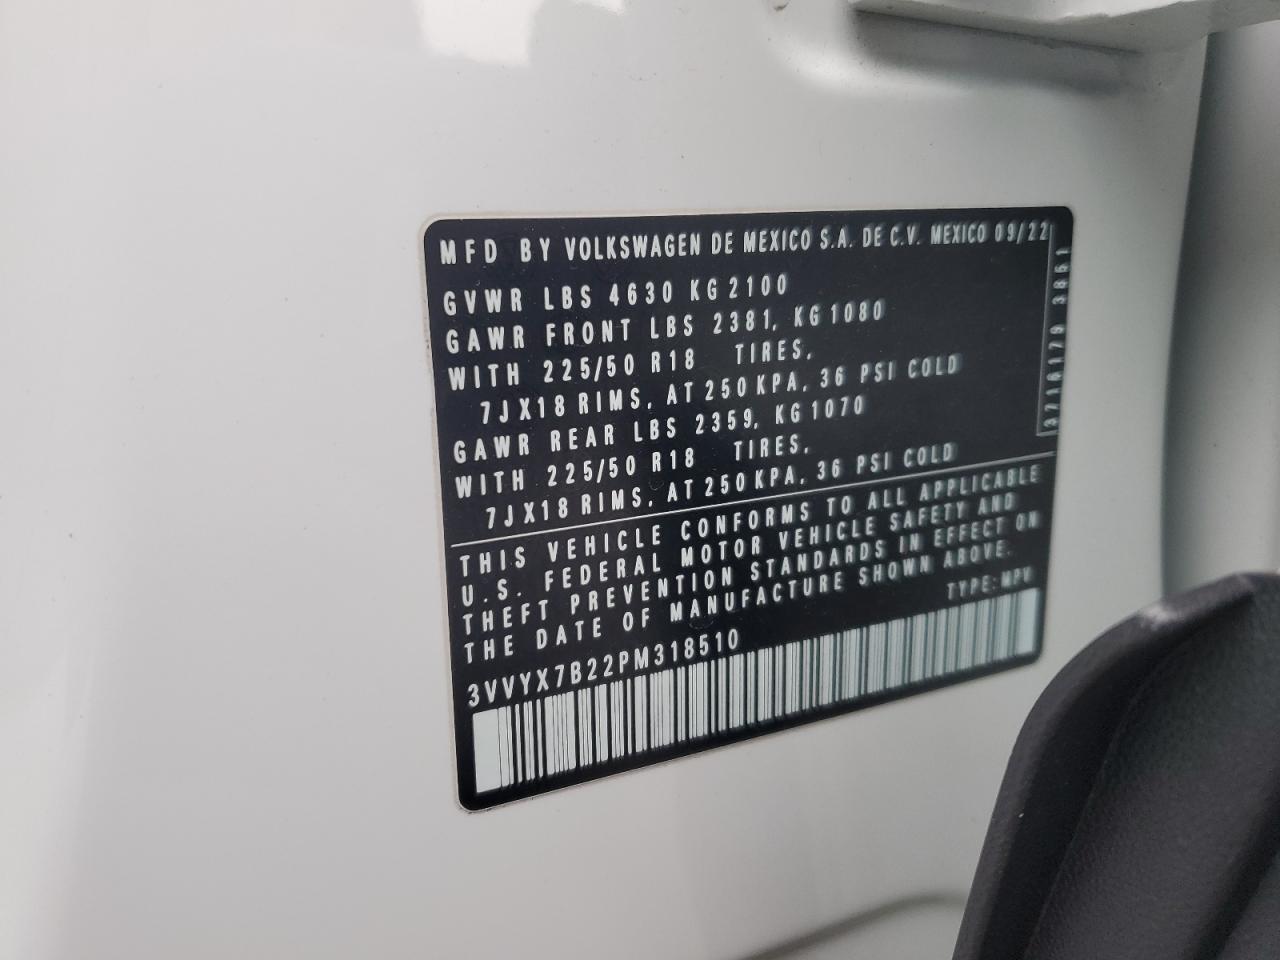 MFD BY VOLKSWAGEN DE MEXICO S.A. DE C.V. MEXICO 09/22
GVWR LBS 4630 KG 2100
GAWR FRONT LBS 2381, KG 1080
WITH 225/50 R18 TIRES,
7JX18 RIMS, AT 250 KPA, 36 PSI COLD
GAWR REAR LBS 2359, KG 1070
WITH 225/50 R18 TIRES,
7JX18 RIMS, AT 250 KPA, 36 PSI COLD
3716179 3861
THIS VEHICLE CONFORMS TO ALL APPLICABLE
U.S. FEDERAL MOTOR VEHICLE SAFETY AND
THEFT PREVENTION STANDARDS IN EFFECT ON
THE DATE OF MANUFACTURE SHOWN ABOVE.
TYPE: MPV
3VVYX7B22PM318510